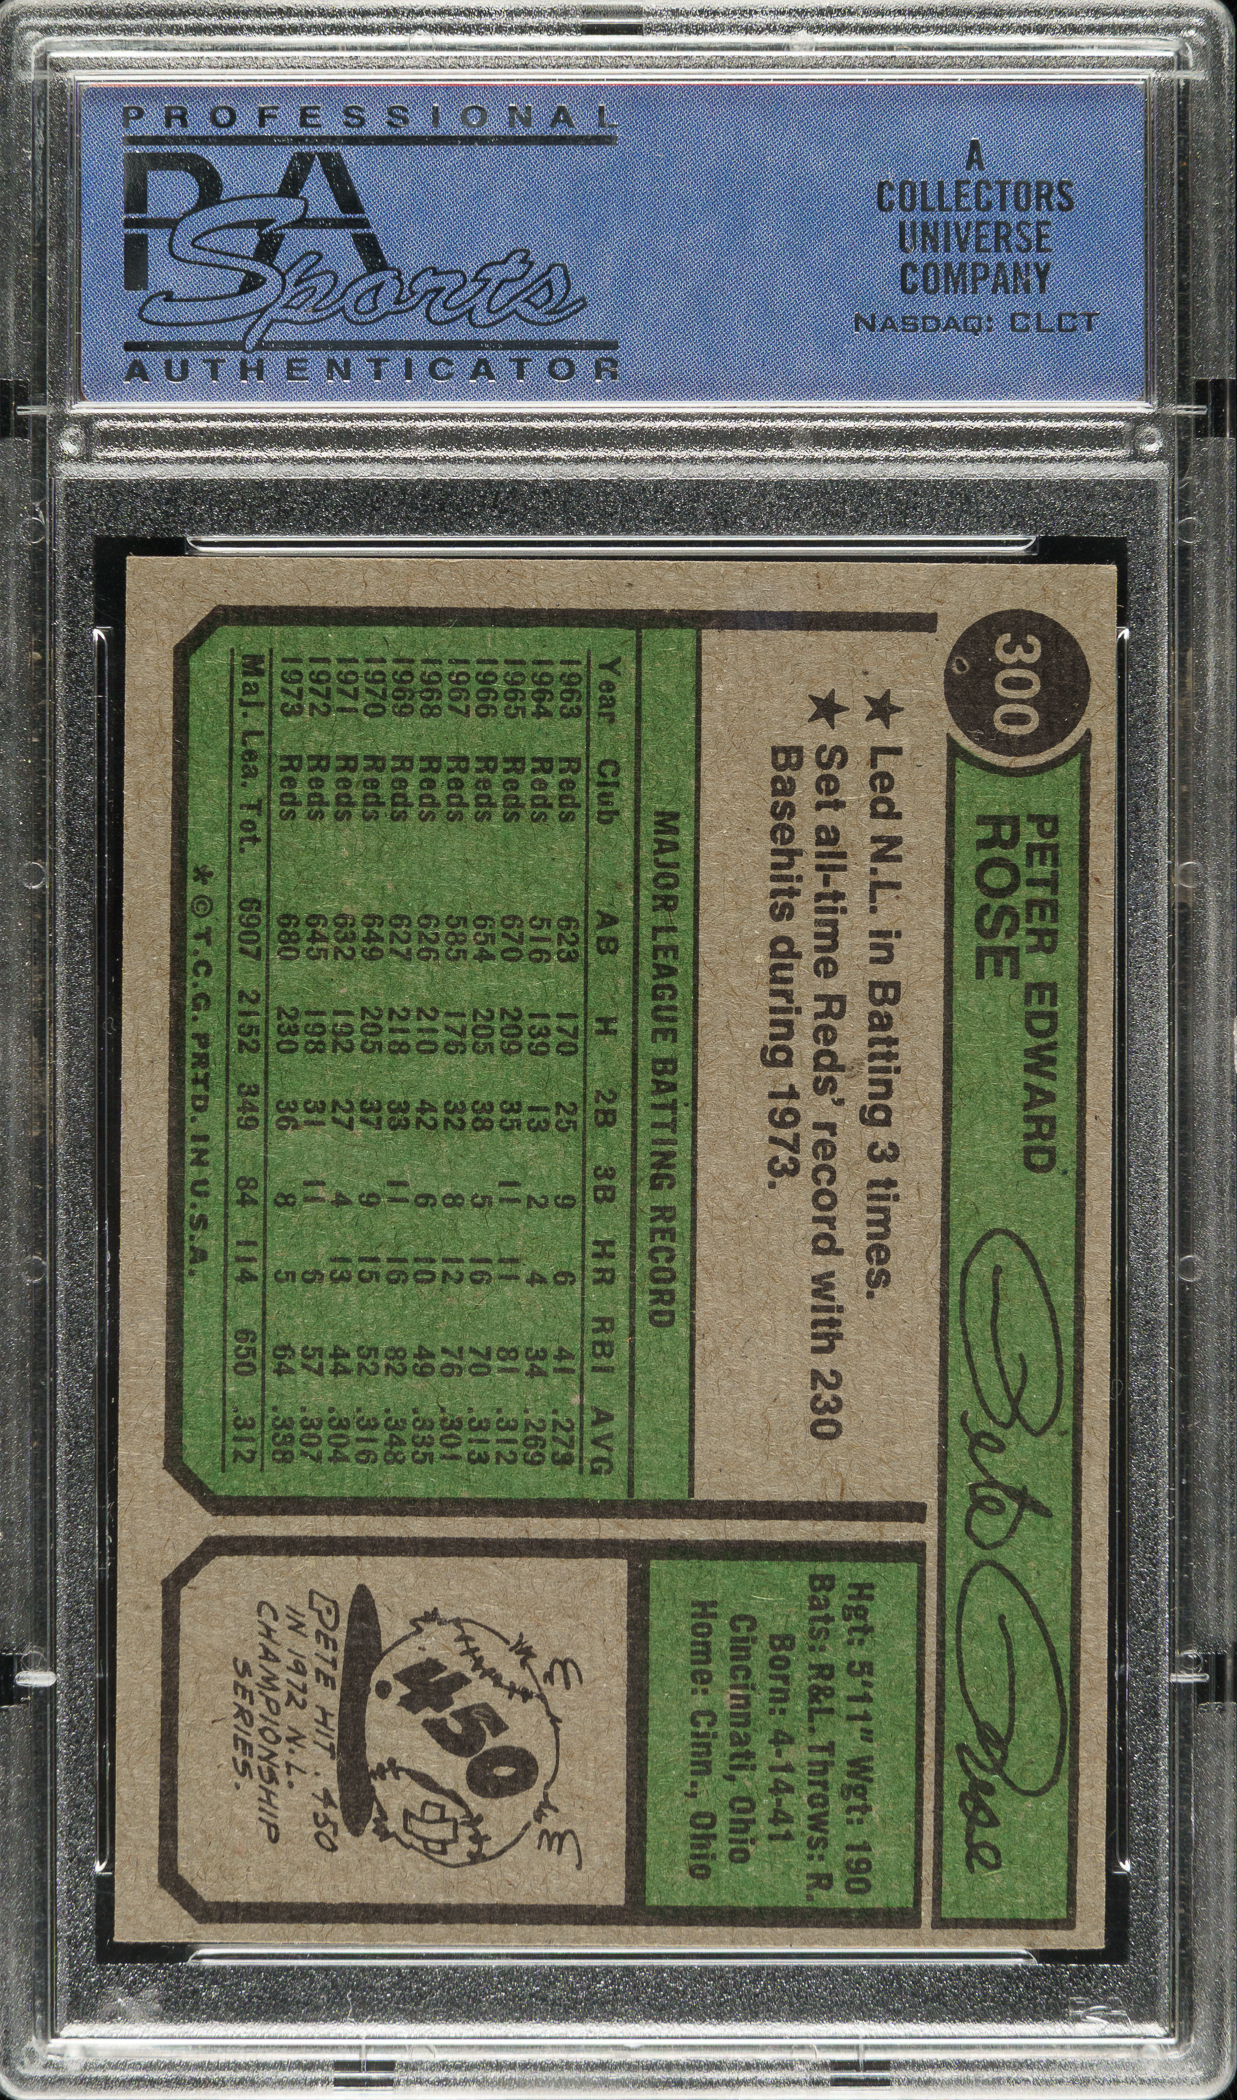 PROFESSIONAL
PSA
Sports
AUTHENTICATOR
A
COLLECTORS
UNIVERSE
COMPANY
NASDAQ: CLCT
300
PETER EDWARD
ROSE
Pete Rose
★ Led N.L. in Batting 3 times.
★ Set all-time Reds' record with 230
Basehits during 1973.
MAJOR LEAGUE BATTING RECORD
Year Club AB H 2B 3B HR RBI AVG
1963 Reds 623 170 25 9 6 41 .273
1964 Reds 516 139 13 2 4 34 .269
1965 Reds 670 209 35 11 11 81 .312
1966 Reds 654 205 38 5 16 70 .313
1967 Reds 585 176 32 8 12 76 .301
1968 Reds 626 210 42 6 10 49 .335
1969 Reds 627 218 33 11 16 82 .348
1970 Reds 649 205 37 9 15 52 .316
1971 Reds 632 192 27 4 13 44 .304
1972 Reds 645 198 31 11 6 57 .307
1973 Reds 680 230 36 8 5 64 .338
Maj. Lea. Tot. 6907 2152 349 84 114 650 .312
* © T.C.G. PRTD. IN U.S.A.
Hgt: 5'11" Wgt: 190
Bats: R&L. Throws: R.
Born: 4-14-41
Cincinnati, Ohio
Home: Cinn., Ohio
.450
PETE HIT .450
IN 1972 N.L.
CHAMPIONSHIP
SERIES.